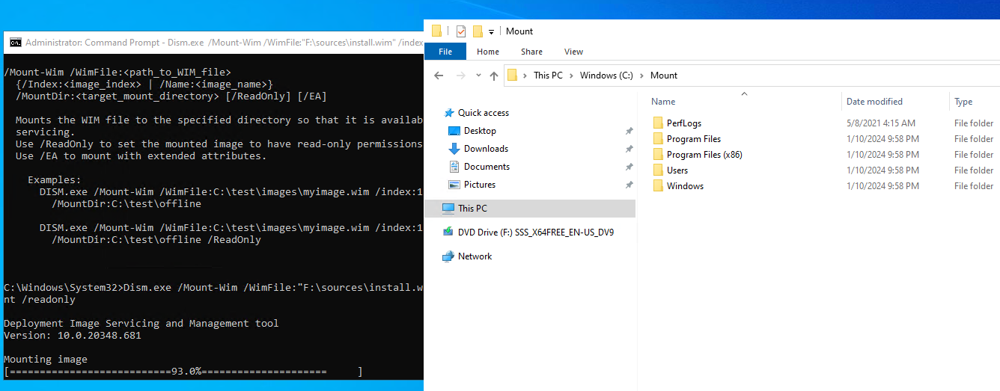 Administrator: Command Prompt - Dism.exe /Mount-Wim /WimFile:"F:\sources\install.wim" /index
/Mount-Wim /WimFile:<path_to_WIM_file>
{/Index:<image_index> | /Name:<image_name>}
/MountDir:<target_mount_directory> [/ReadOnly] [/EA]
Mounts the WIM file to the specified directory so that it is availab
servicing.
Use /ReadOnly to set the mounted image to have read-only permissions
Use /EA to mount with extended attributes.
Examples:
DISM.exe /Mount-Wim /WimFile:C:\test\images\myimage.wim /index:1
/MountDir:C:\test\offline
DISM.exe /Mount-Wim /WimFile:C:\test\images\myimage.wim /index:1
/MountDir:C:\test\offline /ReadOnly
C:\Windows\System32>Dism.exe /Mount-Wim /WimFile:"F:\sources\install.w
nt /readonly
Deployment Image Servicing and Management tool
Version: 10.0.20348.681
Mounting image
[===========================93.0%===================== ]
Mount
File Home Share View
This PC > Windows (C:) > Mount
Quick access
Desktop
Downloads
Documents
Pictures
This PC
DVD Drive (F:) SSS_X64FREE_EN-US_DV9
Network
Name Date modified Type
PerfLogs 5/8/2021 4:15 AM File folder
Program Files 1/10/2024 9:58 PM File folder
Program Files (x86) 1/10/2024 9:58 PM File folder
Users 1/10/2024 9:58 PM File folder
Windows 1/10/2024 9:58 PM File folder